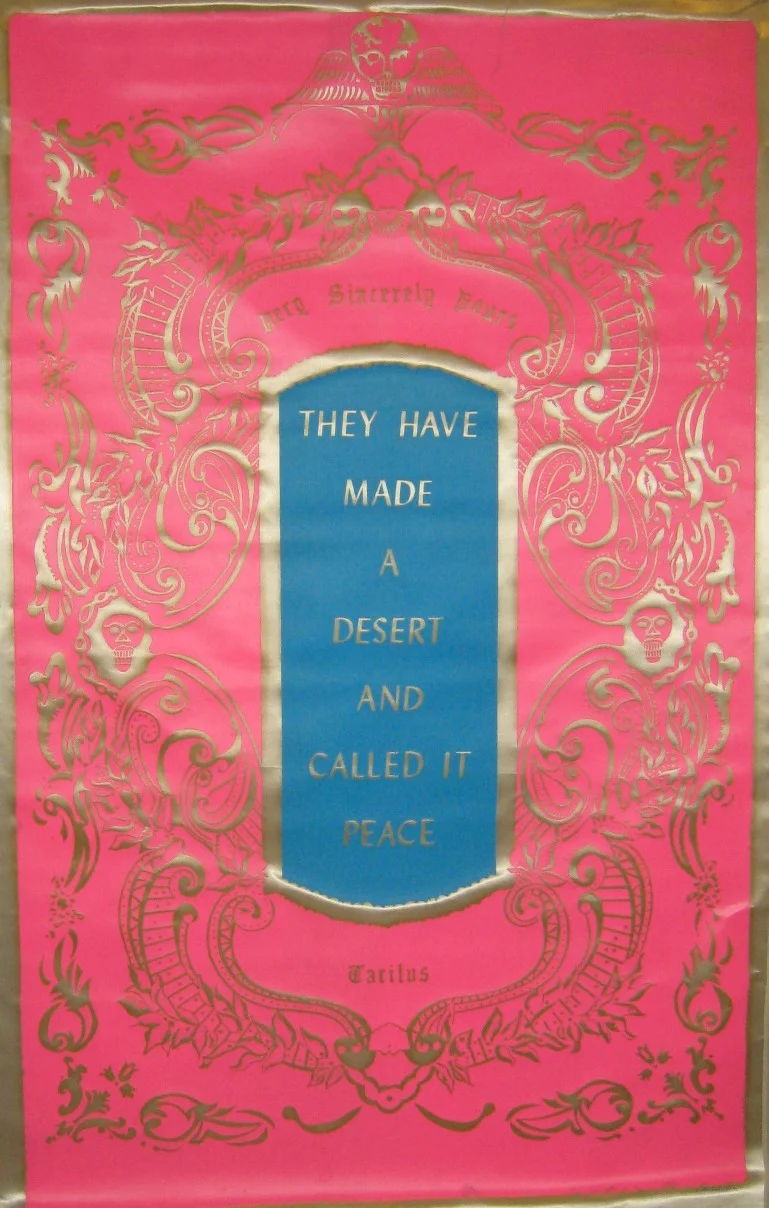 Very Sincerely Yours
THEY HAVE
MADE
A
DESERT
AND
CALLED IT
PEACE
Tacitus